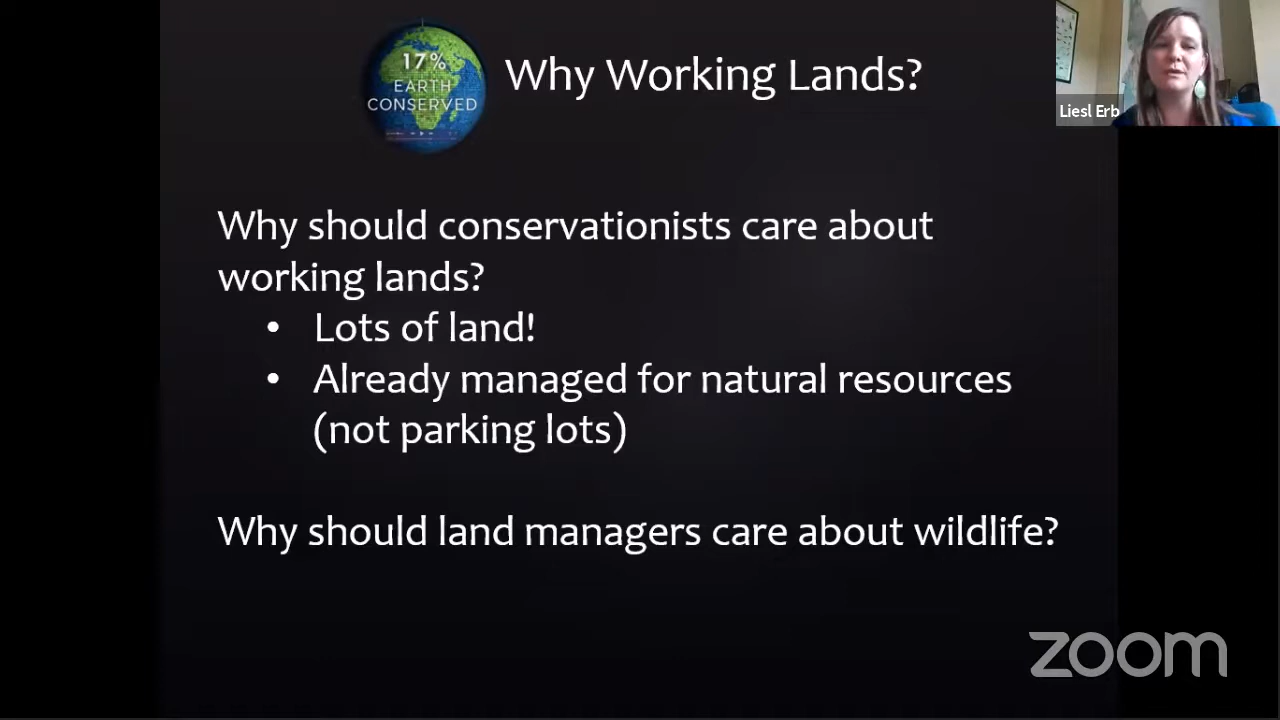 17%
EARTH
CONSERVED
Why Working Lands?
Liesl Erb
Why should conservationists care about
working lands?
• Lots of land!
• Already managed for natural resources
(not parking lots)
Why should land managers care about wildlife?
zoom